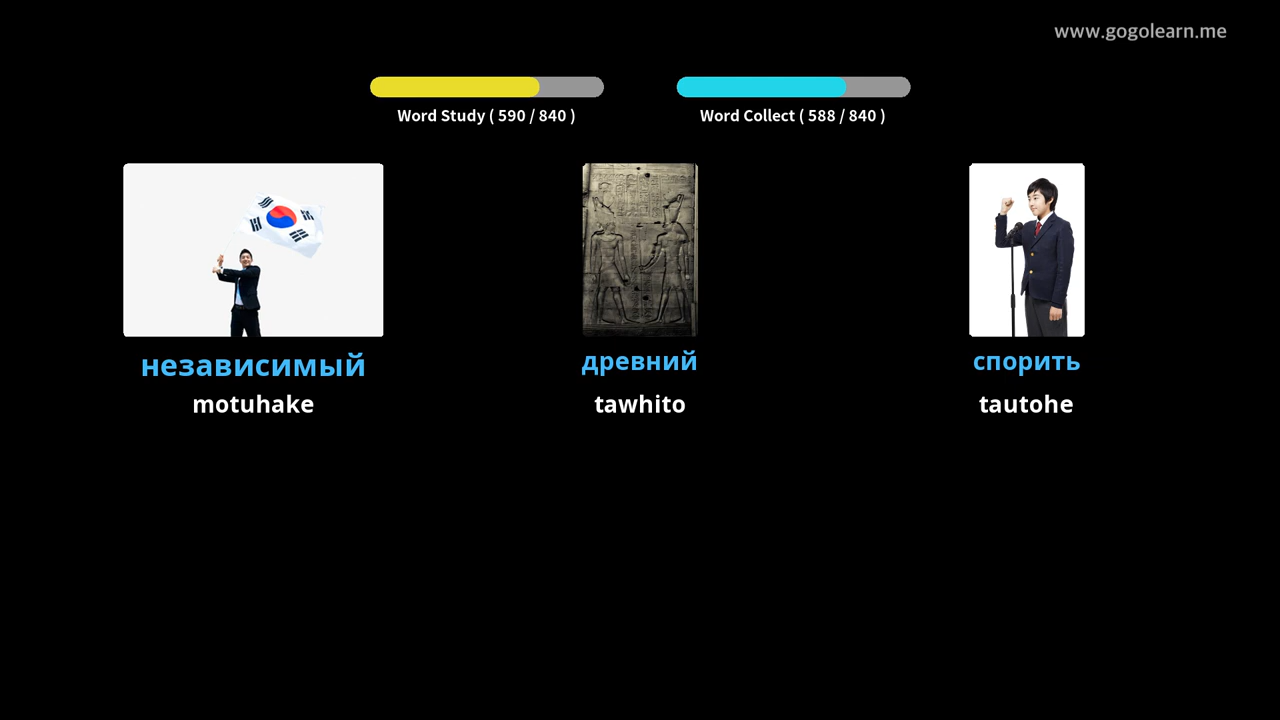 www.gogolearn.me
Word Study ( 590 / 840 )
Word Collect ( 588 / 840 )
независимый
motuhake
древний
tawhito
спорить
tautohe